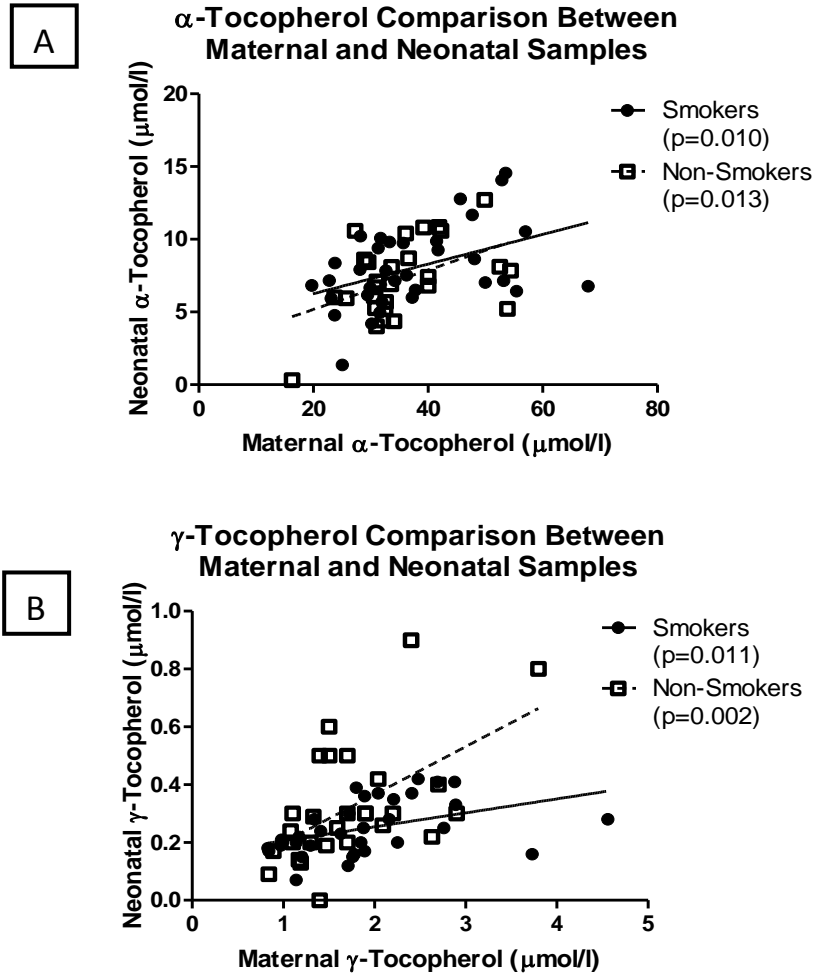 A
α-Tocopherol Comparison Between
Maternal and Neonatal Samples
Neonatal α-Tocopherol (μmol/l)
20
15
10
5
0
0 20 40 60 80
Maternal α-Tocopherol (μmol/l)
Smokers
(p=0.010)
Non-Smokers
(p=0.013)
B
γ-Tocopherol Comparison Between
Maternal and Neonatal Samples
Neonatal γ-Tocopherol (μmol/l)
1.0
0.8
0.6
0.4
0.2
0.0
1 2 3 4 5
Maternal γ-Tocopherol (μmol/l)
Smokers
(p=0.011)
Non-Smokers
(p=0.002)